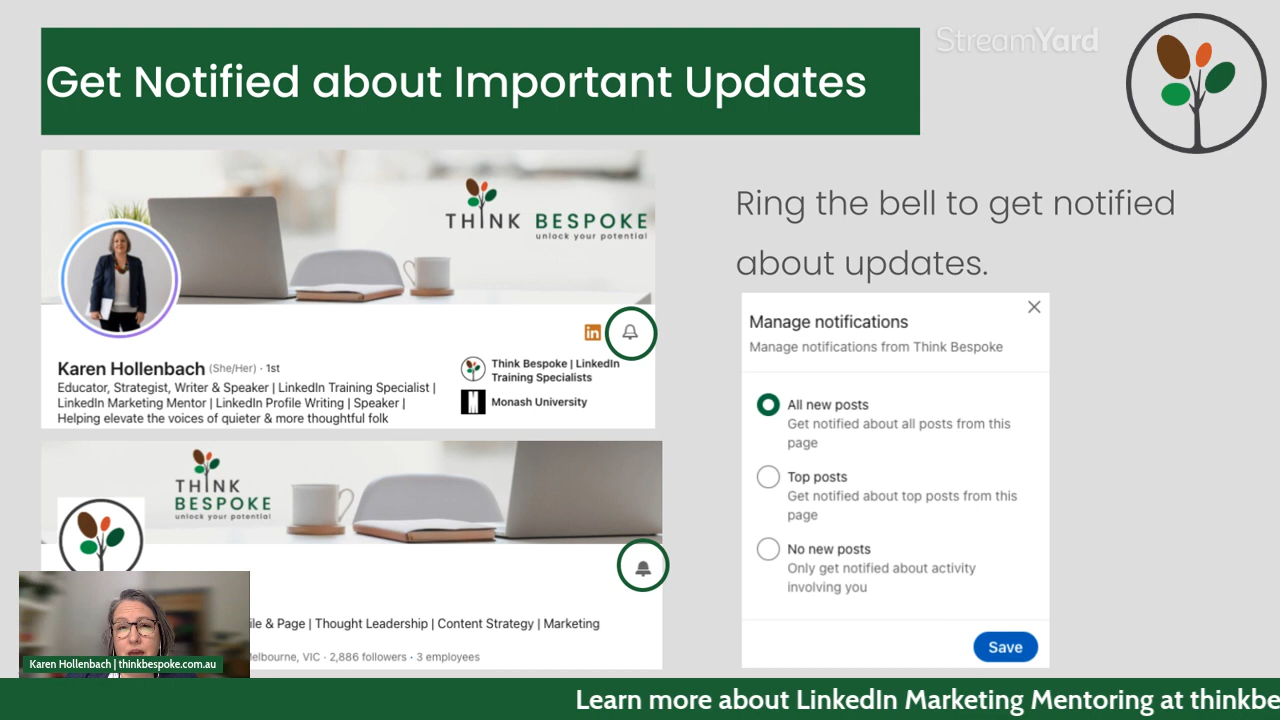 Get Notified about Important Updates
StreamYard
THINK BESPOKE
unlock your potential
Karen Hollenbach (She/Her) · 1st
Educator, Strategist, Writer & Speaker | LinkedIn Training Specialist |
LinkedIn Marketing Mentor | LinkedIn Profile Writing | Speaker |
Helping elevate the voices of quieter & more thoughtful folk
in
Think Bespoke | LinkedIn
Training Specialists
Monash University
THINK
BESPOKE
unlock your potential
& Page | Thought Leadership | Content Strategy | Marketing
VIC · 2,886 followers · 3 employees
Ring the bell to get notified
about updates.
Manage notifications
Manage notifications from Think Bespoke
All new posts
Get notified about all posts from this
page
Top posts
Get notified about top posts from this
page
No new posts
Only get notified about activity
involving you
Save
Karen Hollenbach | thinkbespoke.com.au
Learn more about LinkedIn Marketing Mentoring at thinkbe